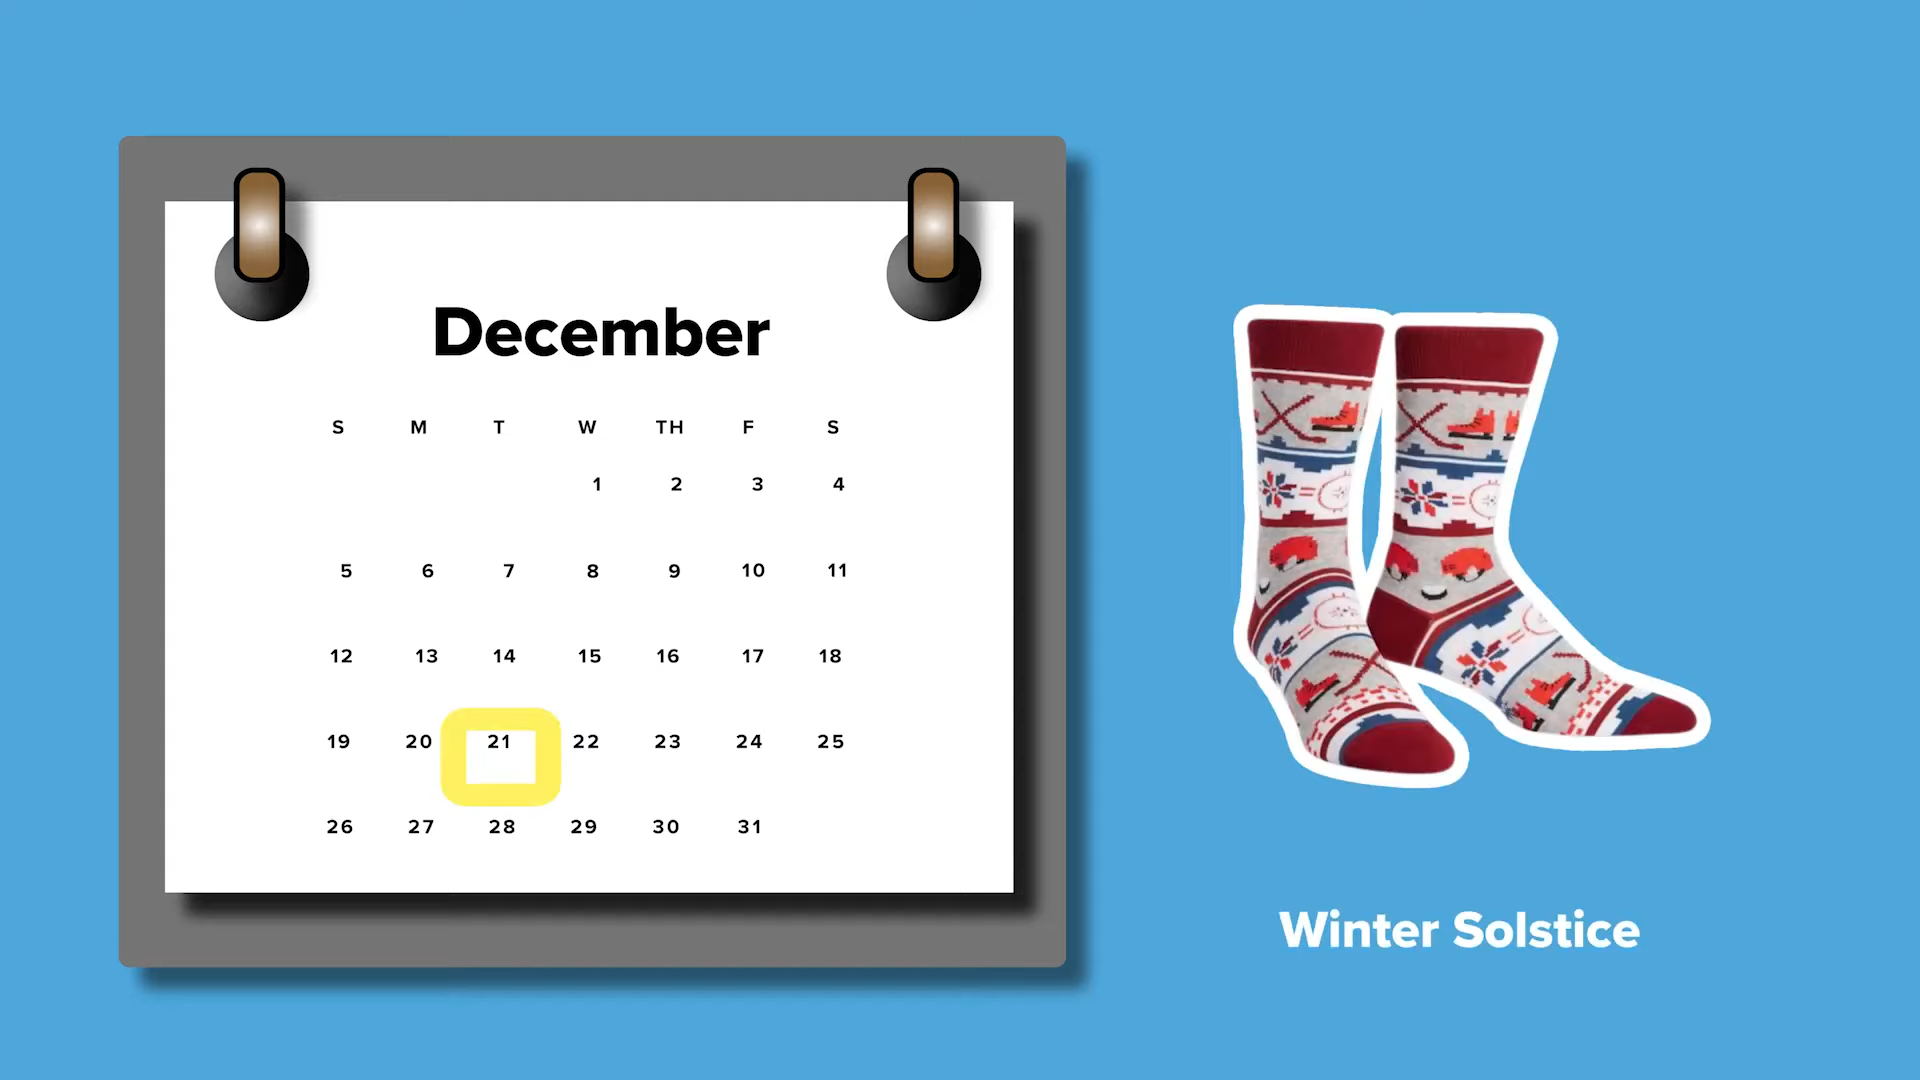 December
S M T W TH F S
1 2 3 4
5 6 7 8 9 10 11
12 13 14 15 16 17 18
19 20 21 22 23 24 25
26 27 28 29 30 31
Winter Solstice